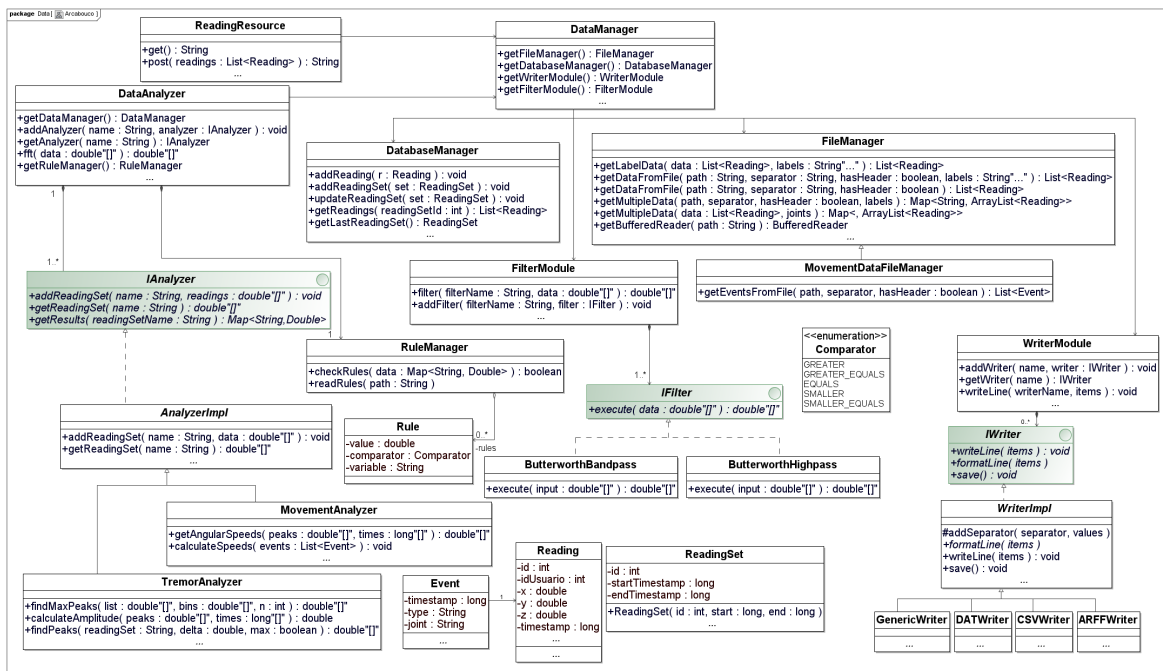 package Data[ Arcabouco ]
ReadingResource
+get() : String
+post( readings : List<Reading> ) : String
...
DataManager
+getFileManager() : FileManager
+getDatabaseManager() : DatabaseManager
+getWriterModule() : WriterModule
+getFilterModule() : FilterModule
...
DataAnalyzer
+getDataManager() : DataManager
+addAnalyzer( name : String, analyzer : IAnalyzer ) : void
+getAnalyzer( name : String ) : IAnalyzer
+fft( data : double"[]" ) : double"[]"
+getRuleManager() : RuleManager
...
DatabaseManager
+addReading( r : Reading ) : void
+addReadingSet( set : ReadingSet ) : void
+updateReadingSet( set : ReadingSet ) : void
+getReadings( readingSetId : int ) : List<Reading>
+getLastReadingSet() : ReadingSet
...
FileManager
+getLabelData( data : List<Reading>, labels : String"..." ) : List<Reading>
+getDataFromFile( path : String, separator : String, hasHeader : boolean, labels : String"..." ) : List<Reading>
+getDataFromFile( path : String, separator : String, hasHeader : boolean ) : List<Reading>
+getMultipleData( path, separator, hasHeader : boolean, labels ) : Map<String, ArrayList<Reading>>
+getMultipleData( data : List<Reading>, joints ) : Map<, ArrayList<Reading>>
+getBufferedReader( path : String ) : BufferedReader
...
1
1..*
IAnalyzer
+addReadingSet( name : String, readings : double"[]" ) : void
+getReadingSet( name : String ) : double"[]"
+getResults( readingSetName : String ) : Map<String,Double>
1
FilterModule
+filter( filterName : String, data : double"[]" ) : double"[]"
+addFilter( filterName : String, filter : IFilter ) : void
...
MovementDataFileManager
+getEventsFromFile( path, separator, hasHeader : boolean ) : List<Event>
<<enumeration>>
Comparator
GREATER
GREATER_EQUALS
EQUALS
SMALLER
SMALLER_EQUALS
WriterModule
+addWriter( name, writer : IWriter ) : void
+getWriter( name ) : IWriter
+writeLine( writerName, items ) : void
...
RuleManager
+checkRules( data : Map<String, Double> ) : boolean
+readRules( path : String )
1..*
IFilter
+execute( data : double"[]" ) : double"[]"
AnalyzerImpl
+addReadingSet( name : String, data : double"[]" ) : void
+getReadingSet( name : String ) : double"[]"
...
Rule
-value : double
-comparator : Comparator
-variable : String
0..*
-rules
0..*
IWriter
+writeLine( items ) : void
+formatLine( items )
+save() : void
ButterworthBandpass
+execute( input : double"[]" ) : double"[]"
ButterworthHighpass
+execute( input : double"[]" ) : double"[]"
MovementAnalyzer
+getAngularSpeeds( peaks : double"[]", times : long"[]" ) : double"[]"
+calculateSpeeds( events : List<Event> ) : void
...
WriterImpl
#addSeparator( separator, values )
+formatLine( items )
+writeLine( items ) : void
+save() : void
...
TremorAnalyzer
+findMaxPeaks( list : double"[]", bins : double"[]", n : int ) : double"[]"
+calculateAmplitude( peaks : double"[]", times : long"[]" ) : double
+findPeaks( readingSet : String, delta : double, max : boolean ) : double"[]"
...
Event
-timestamp : long
-type : String
-joint : String
...
1
Reading
-id : int
-idUsuario : int
-x : double
-y : double
-z : double
-timestamp : long
...
...
ReadingSet
-id : int
-startTimestamp : long
-endTimestamp : long
+ReadingSet( id : int, start : long, end : long )
...
GenericWriter
...
DATWriter
...
CSVWriter
...
ARFFWriter
...